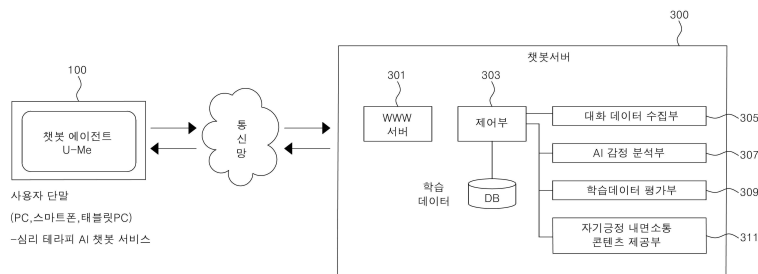 300
챗봇서버
100
챗봇 에이전트
U-Me
사용자 단말
(PC,스마트폰,태블릿PC)
-심리 테라피 AI 챗봇 서비스
통
신
망
301
WWW
서버
303
제어부
학습
데이터
DB
대화 데이터 수집부
305
AI 감정 분석부
307
학습데이터 평가부
309
자기긍정 내면소통
콘텐츠 제공부
311